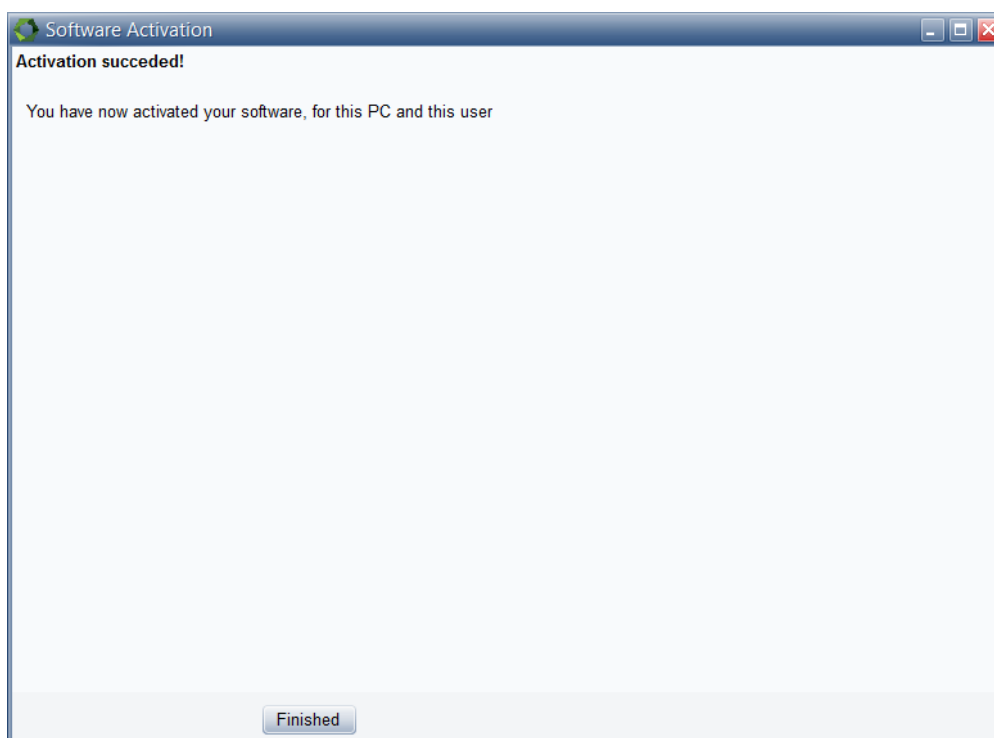 Software Activation
Activation succeded!
You have now activated your software, for this PC and this user
Finished